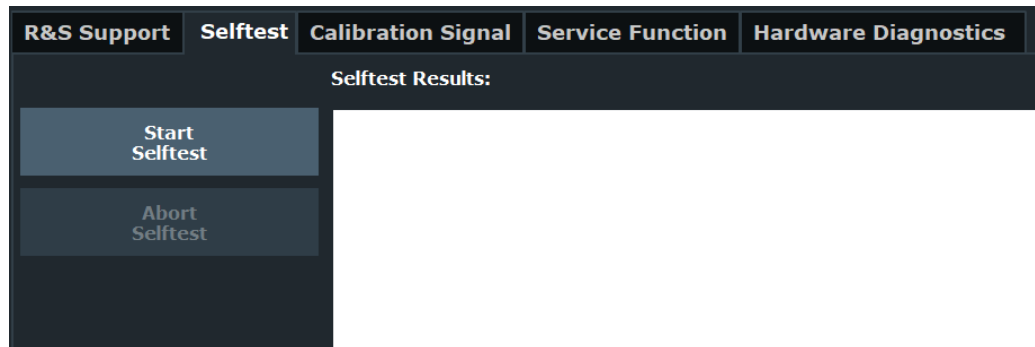 R&S Support Selftest Calibration Signal Service Function Hardware Diagnostics
Selftest Results:
Start
Selftest
Abort
Selftest